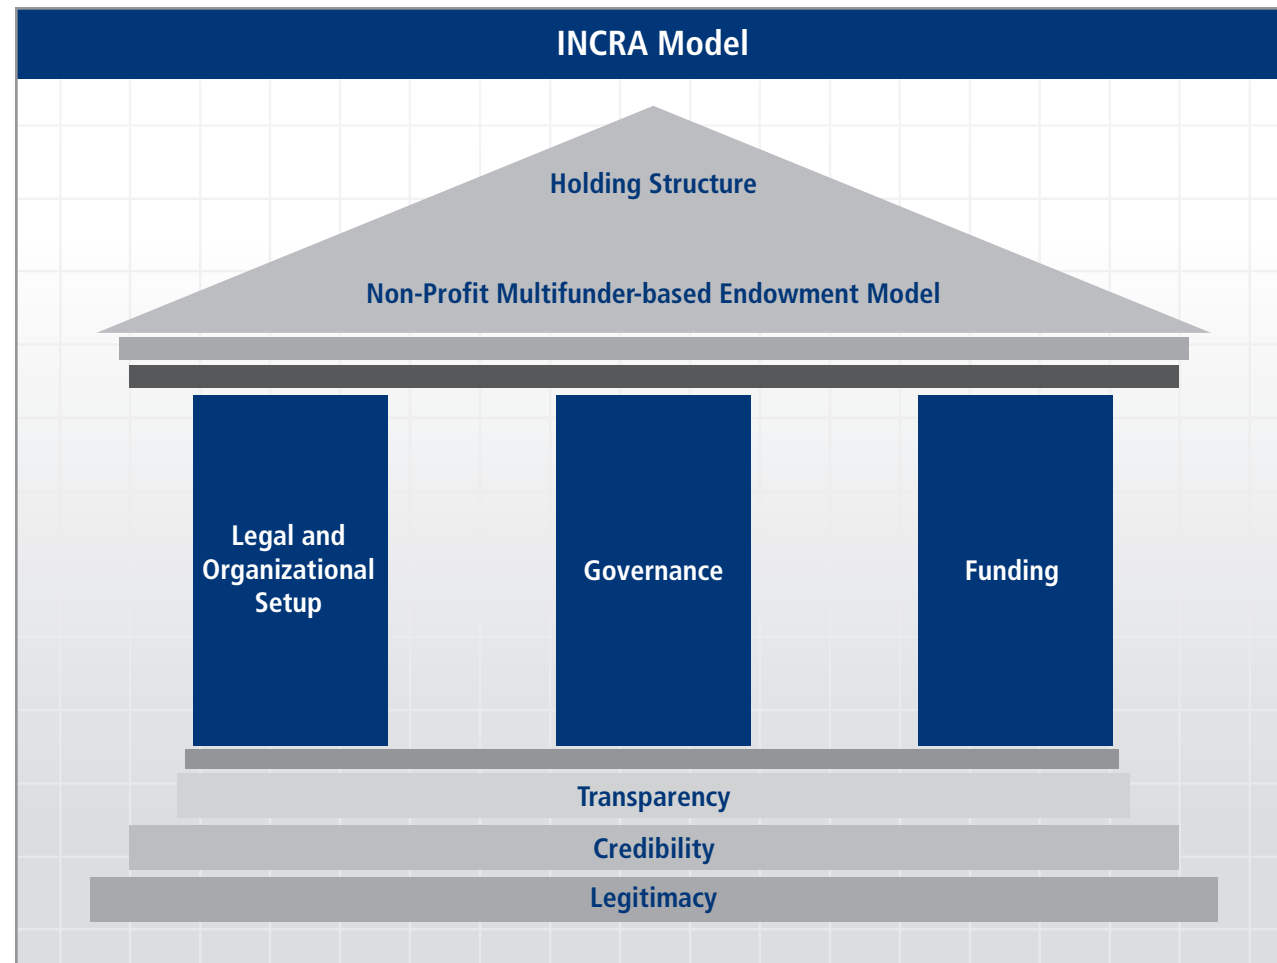 INCRA Model
Holding Structure
Non-Profit Multifunder-based Endowment Model
Legal and
Organizational
Setup
Governance
Funding
Transparency
Credibility
Legitimacy